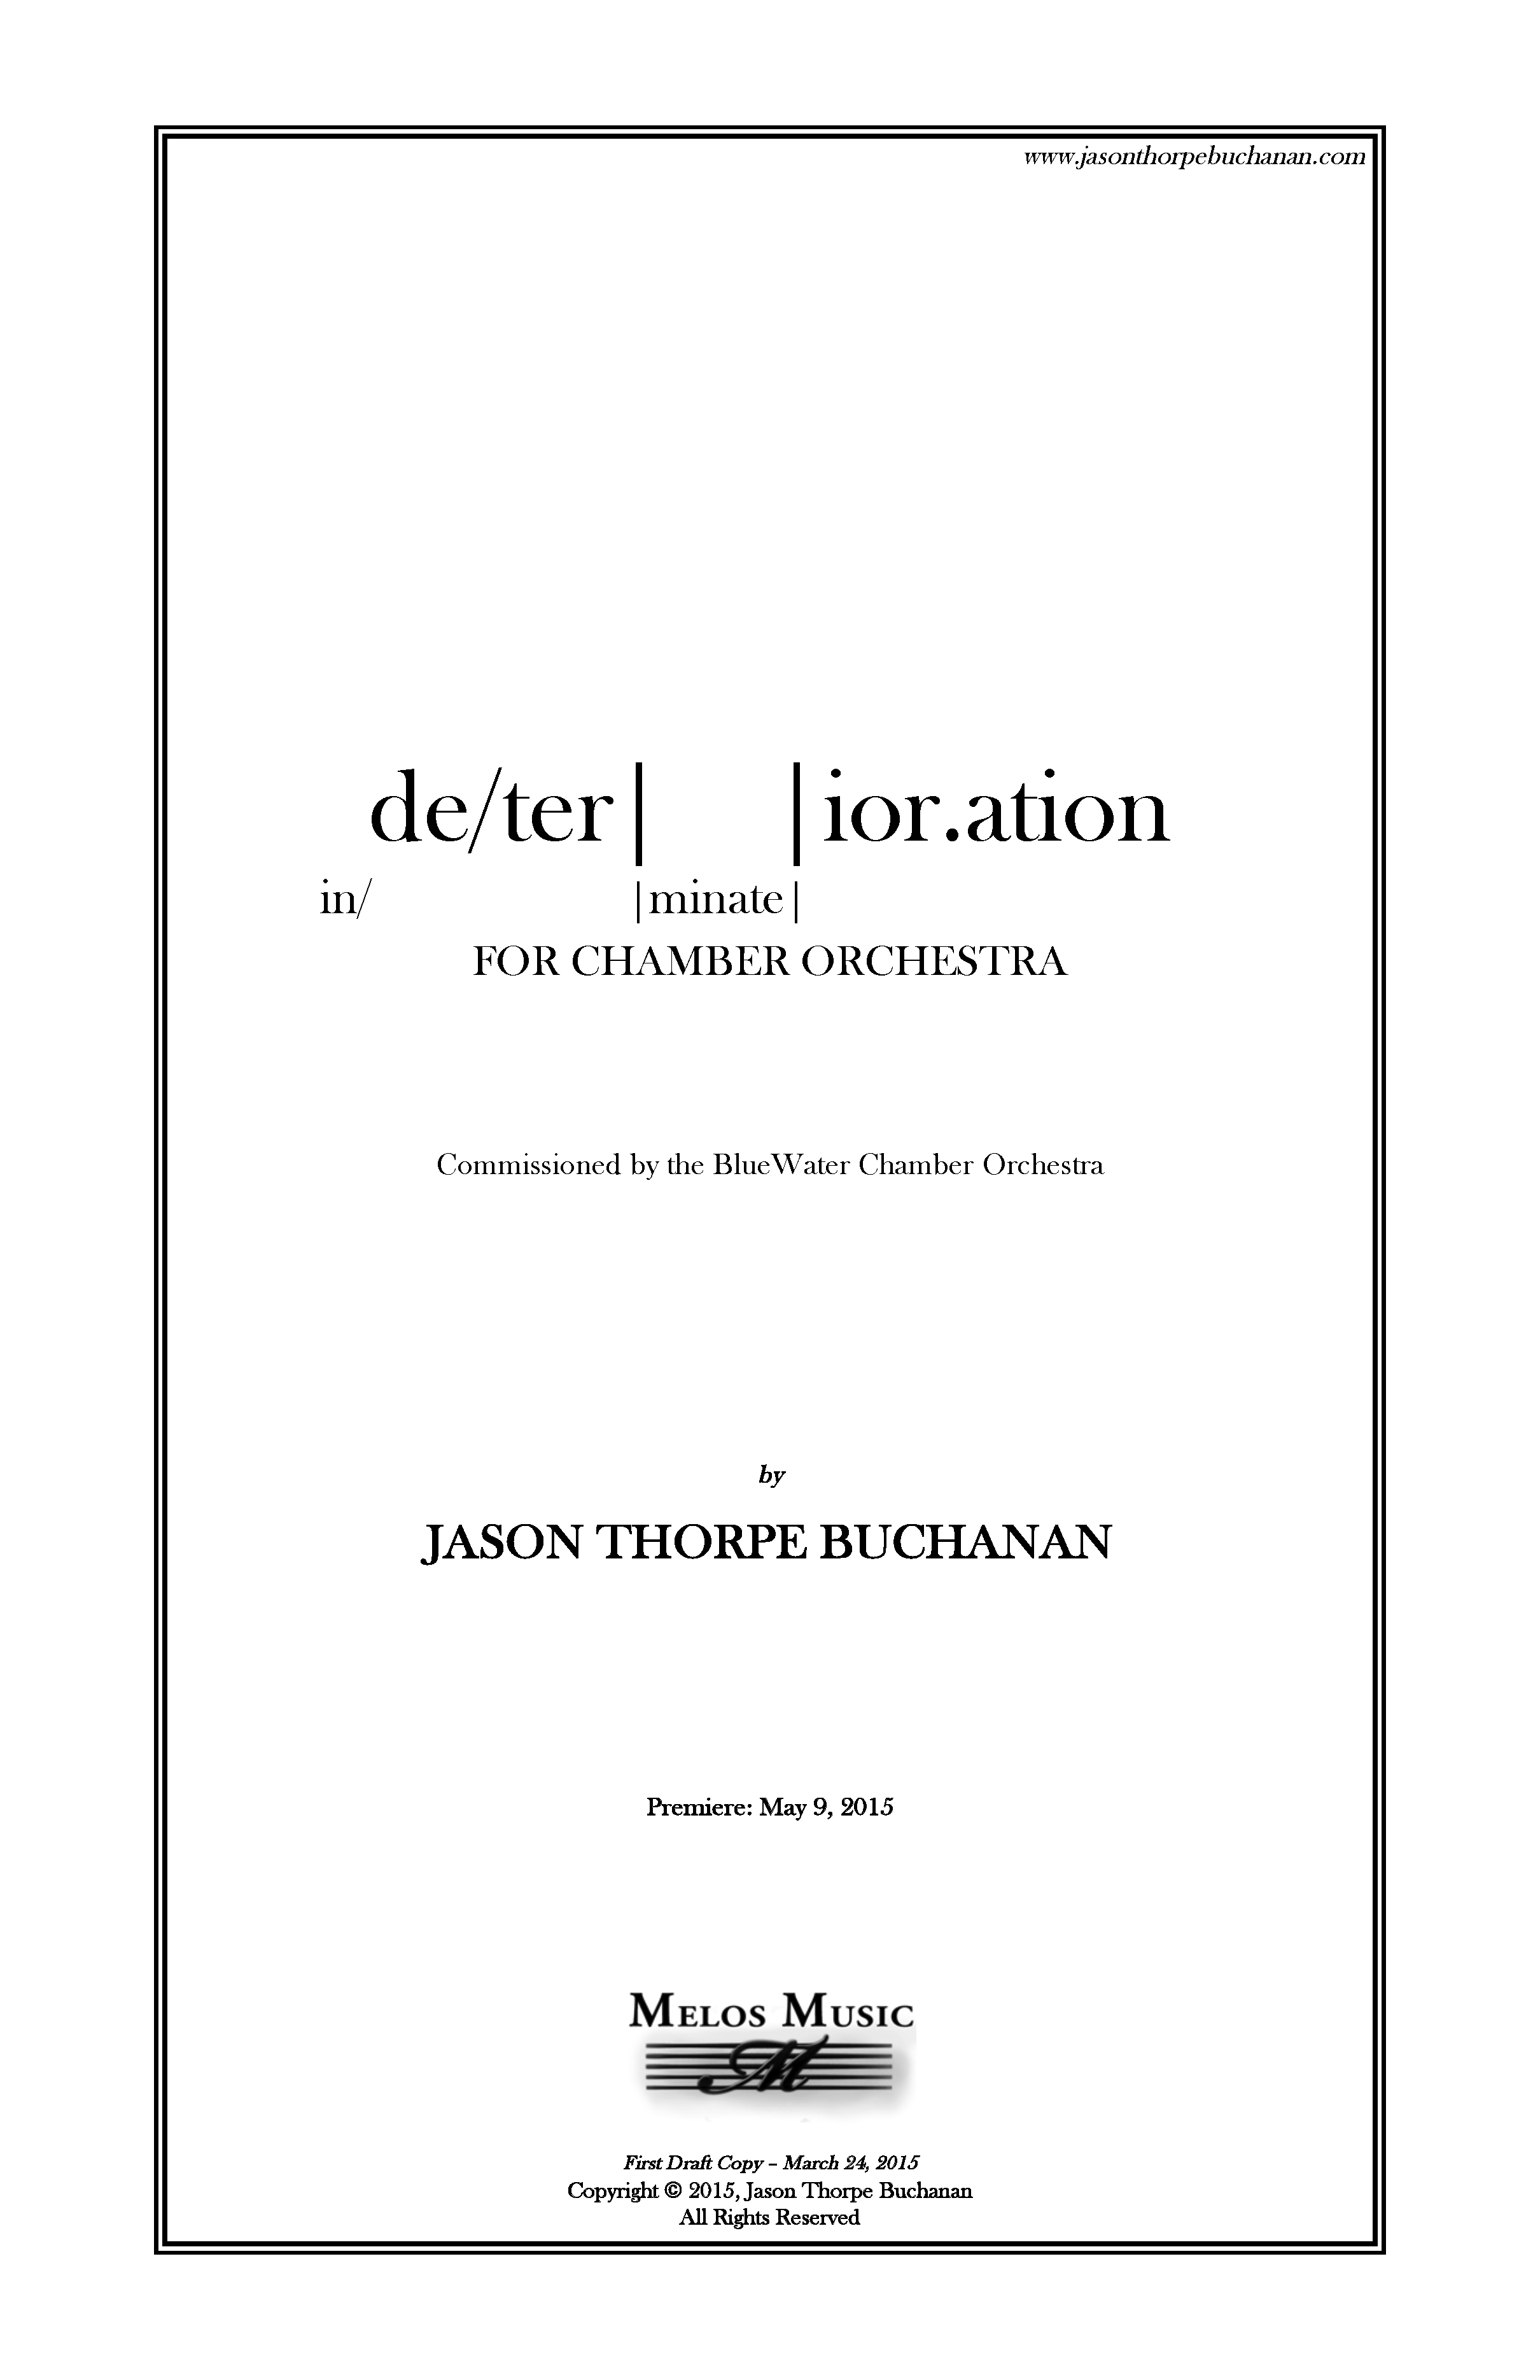 www.jasonthorpebuchanan.com
de/ter| |ior.ation
in/ |minate|
FOR CHAMBER ORCHESTRA
Commissioned by the BlueWater Chamber Orchestra
by
JASON THORPE BUCHANAN
Premiere: May 9, 2015
MELOS MUSIC
M
First Draft Copy – March 24, 2015
Copyright © 2015, Jason Thorpe Buchanan
All Rights Reserved